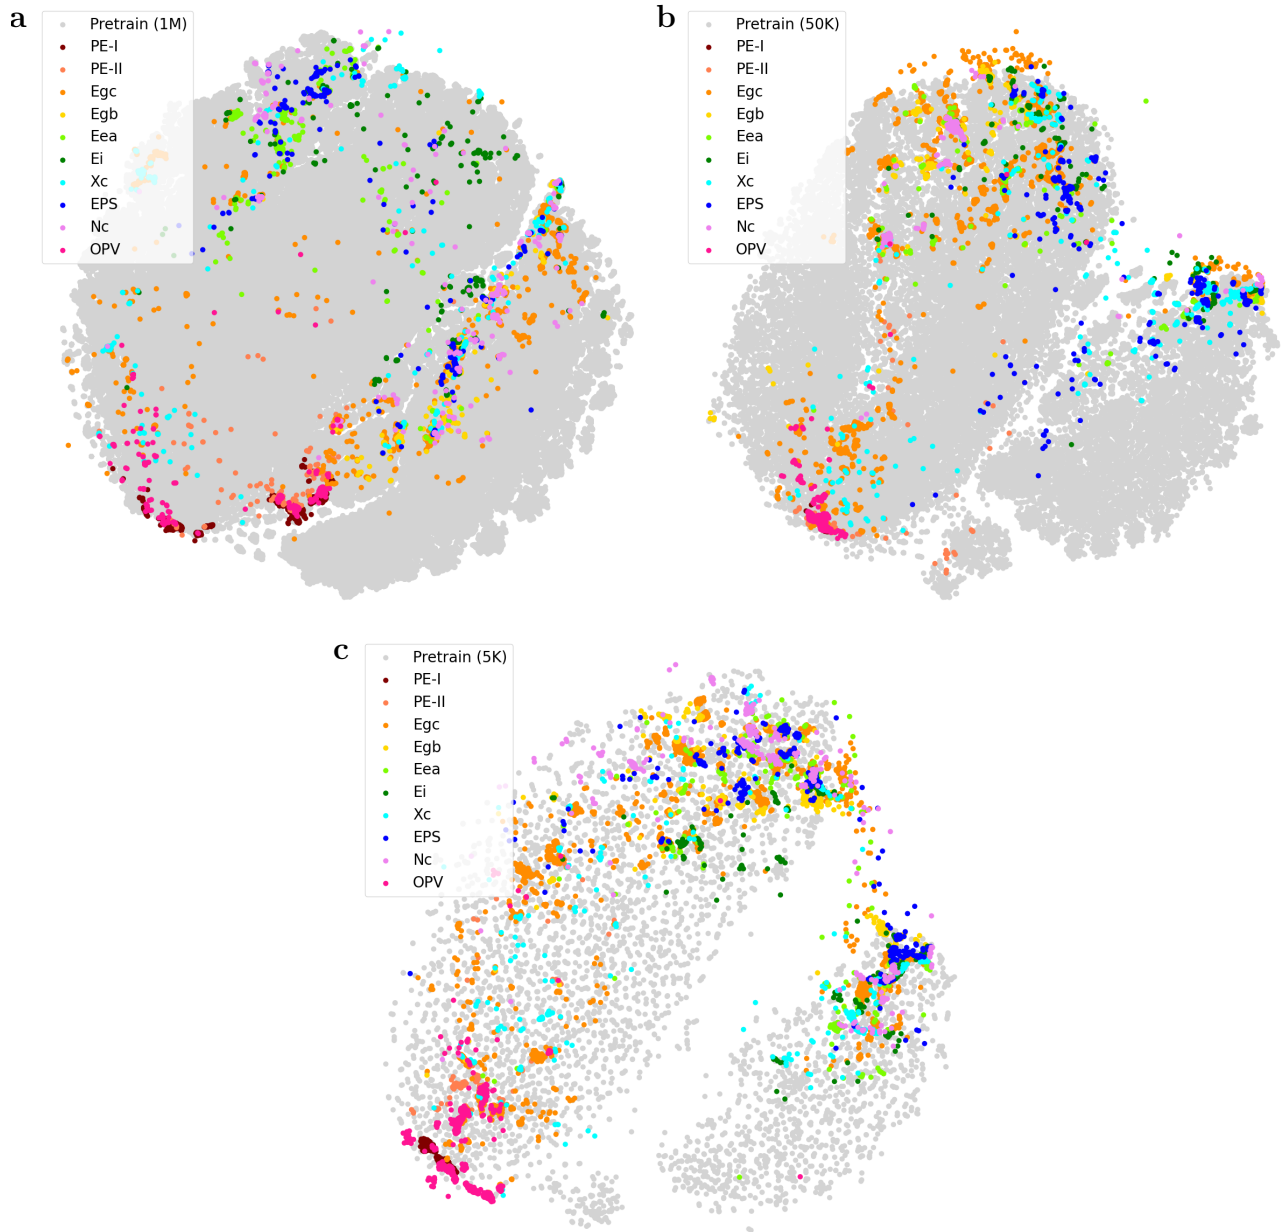 a
Pretrain (1M)
PE-I
PE-II
Egc
Egb
Eea
Ei
Xc
EPS
Nc
OPV
b
Pretrain (50K)
PE-I
PE-II
Egc
Egb
Eea
Ei
Xc
EPS
Nc
OPV
c
Pretrain (5K)
PE-I
PE-II
Egc
Egb
Eea
Ei
Xc
EPS
Nc
OPV